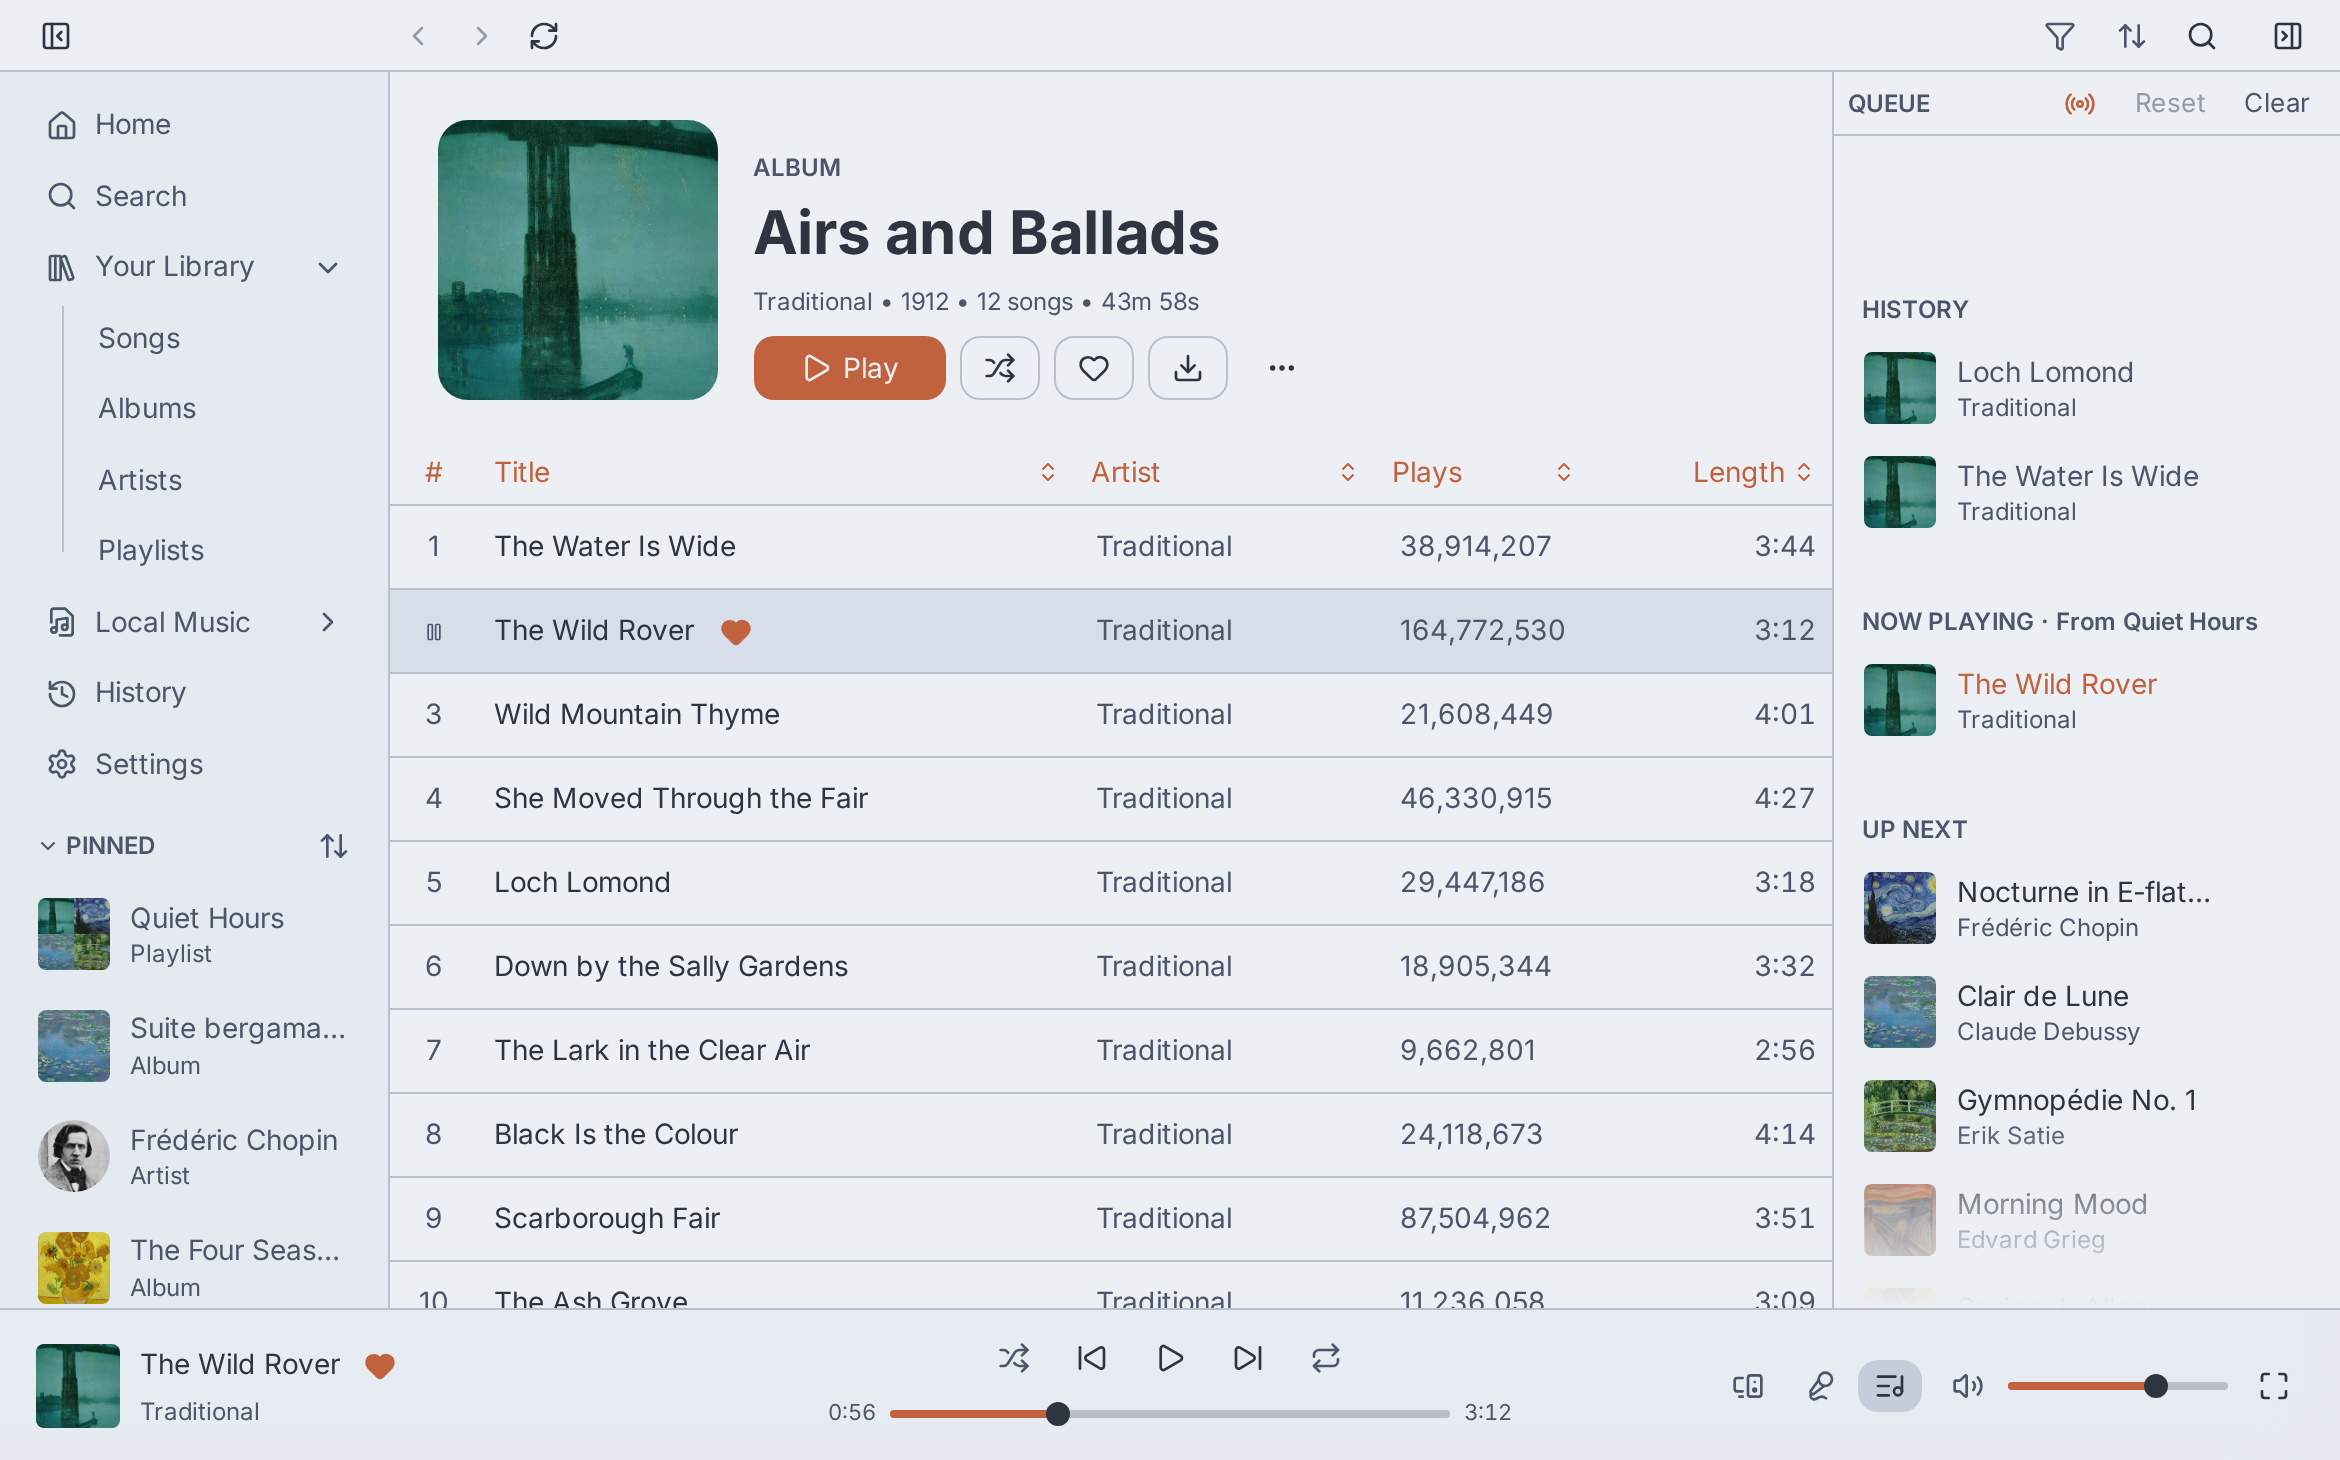 Home
Search
Your Library
Songs
Albums
Artists
Playlists
Local Music
History
Settings
PINNED
Quiet Hours
Playlist
Suite bergama...
Album
Frédéric Chopin
Artist
The Four Seas...
Album
ALBUM
Airs and Ballads
Traditional • 1912 • 12 songs • 43m 58s
Play
# Title Artist Plays Length
1 The Water Is Wide Traditional 38,914,207 3:44
The Wild Rover Traditional 164,772,530 3:12
3 Wild Mountain Thyme Traditional 21,608,449 4:01
4 She Moved Through the Fair Traditional 46,330,915 4:27
5 Loch Lomond Traditional 29,447,186 3:18
6 Down by the Sally Gardens Traditional 18,905,344 3:32
7 The Lark in the Clear Air Traditional 9,662,801 2:56
8 Black Is the Colour Traditional 24,118,673 4:14
9 Scarborough Fair Traditional 87,504,962 3:51
10 The Ash Grove Traditional 11,236,058 3:09
QUEUE Reset Clear
HISTORY
Loch Lomond
Traditional
The Water Is Wide
Traditional
NOW PLAYING · From Quiet Hours
The Wild Rover
Traditional
UP NEXT
Nocturne in E-flat...
Frédéric Chopin
Clair de Lune
Claude Debussy
Gymnopédie No. 1
Erik Satie
Morning Mood
Edvard Grieg
The Wild Rover
Traditional
0:56 3:12